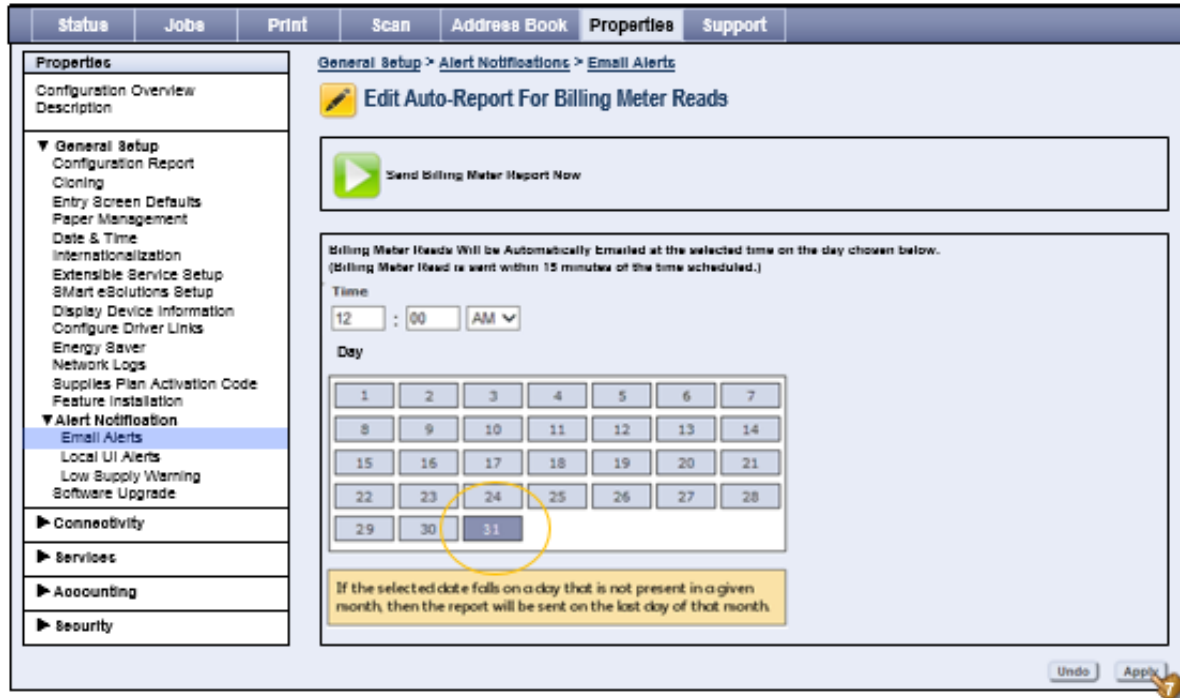 Status Jobs Print Scan Address Book Properties Support
Properties
Configuration Overview
Description
▼ General Setup
Configuration Report
Cloning
Entry Screen Defaults
Paper Management
Date & Time
Internationalization
Extensible Service Setup
SMart eSolutions Setup
Display Device Information
Configure Driver Links
Energy Saver
Network Logs
Supplies Plan Activation Code
Feature Installation
▼ Alert Notification
Email Alerts
Local UI Alerts
Low Supply Warning
Software Upgrade
▶ Connectivity
▶ Services
▶ Accounting
▶ Security
General Setup > Alert Notifications > Email Alerts
Edit Auto-Report For Billing Meter Reads
Send Billing Meter Report Now
Billing Meter Reads Will be Automatically Emailed at the selected time on the day chosen below.
(Billing Meter Read is sent within 15 minutes of the time scheduled.)
Time
12 : 00 AM
Day
1 2 3 4 5 6 7
8 9 10 11 12 13 14
15 16 17 18 19 20 21
22 23 24 25 26 27 28
29 30 31
If the selected date falls on a day that is not present in a given
month, then the report will be sent on the last day of that month.
Undo Apply
7